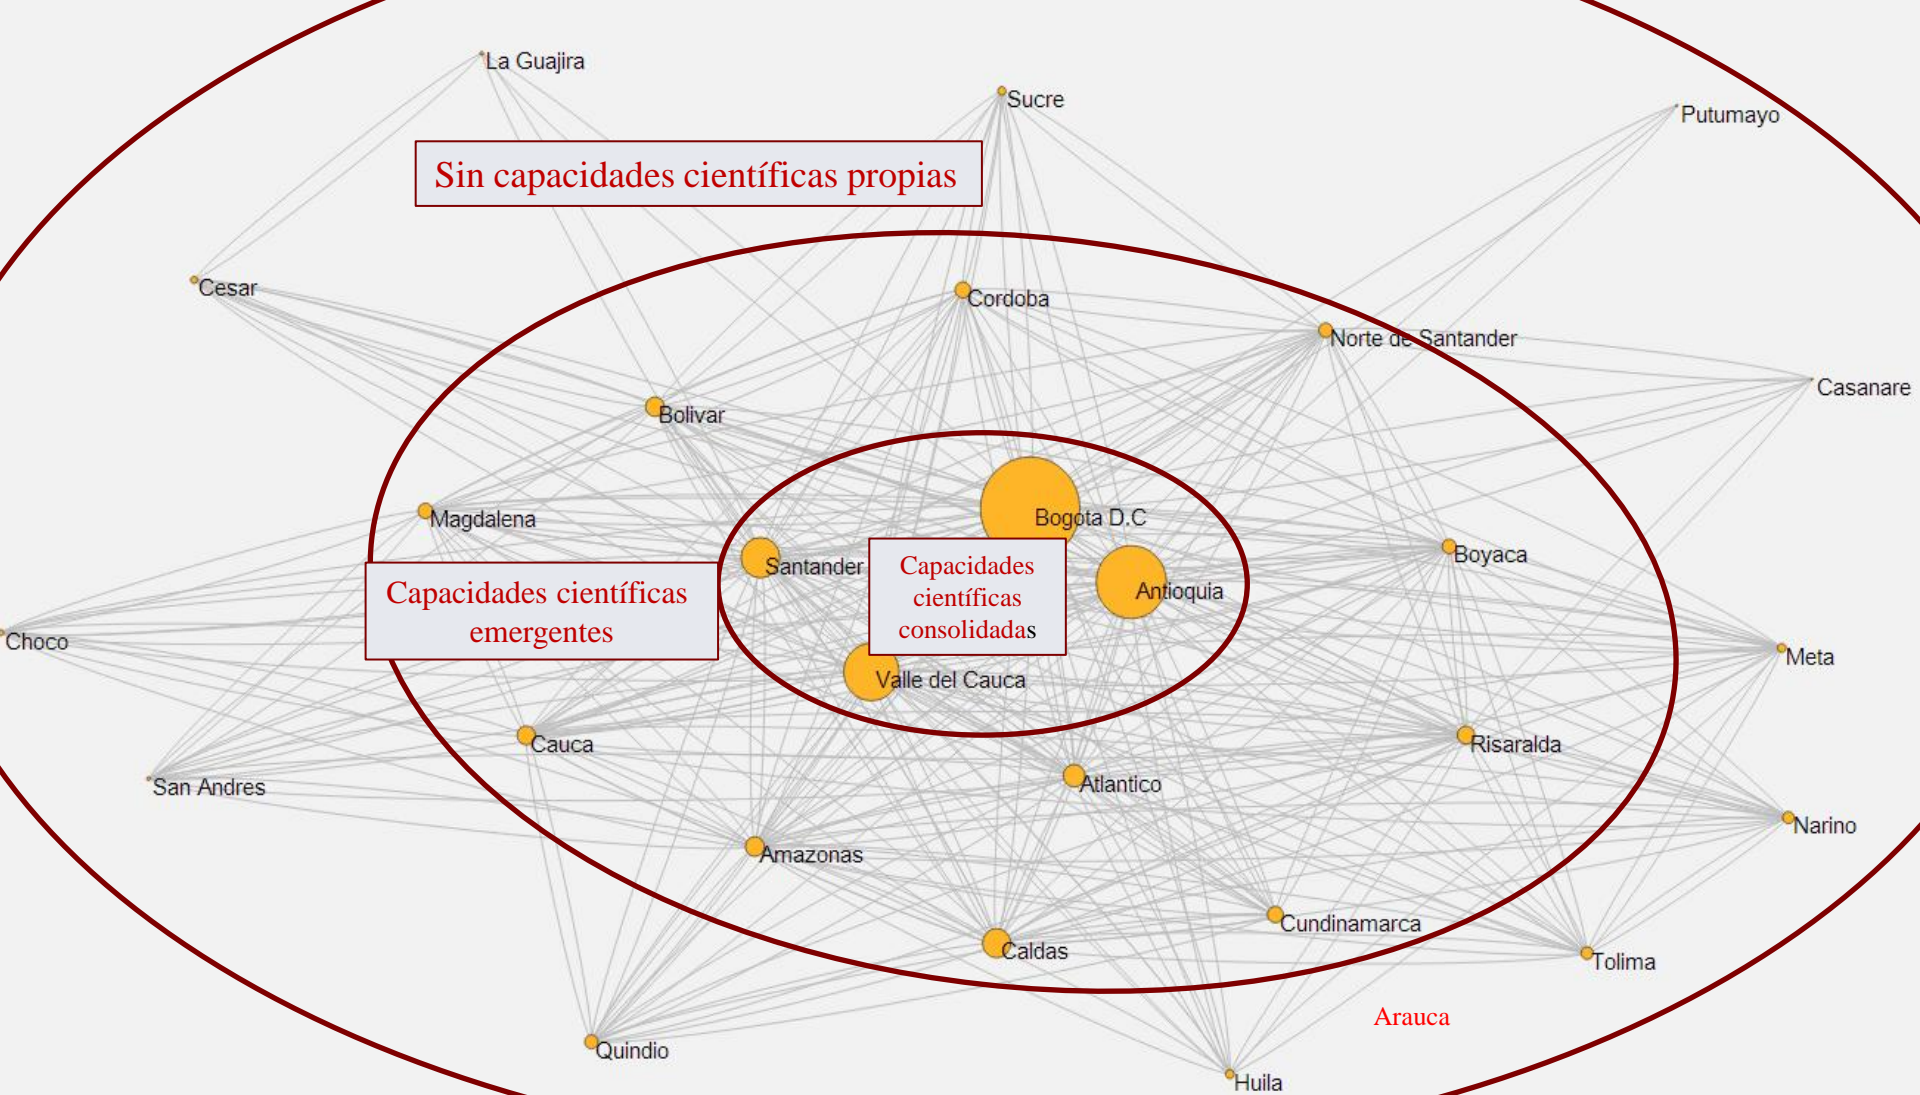 La Guajira
Sucre
Putumayo
Sin capacidades científicas propias
Cesar
Cordoba
Norte de Santander
Casanare
Bolivar
Magdalena
Bogota D.C
Santander
Capacidades
científicas
consolidadas
Antioquia
Boyaca
Capacidades científicas
emergentes
Choco
Meta
Valle del Cauca
Cauca
Risaralda
San Andres
Atlantico
Narino
Amazonas
Cundinamarca
Caldas
Tolima
Arauca
Quindio
Huila